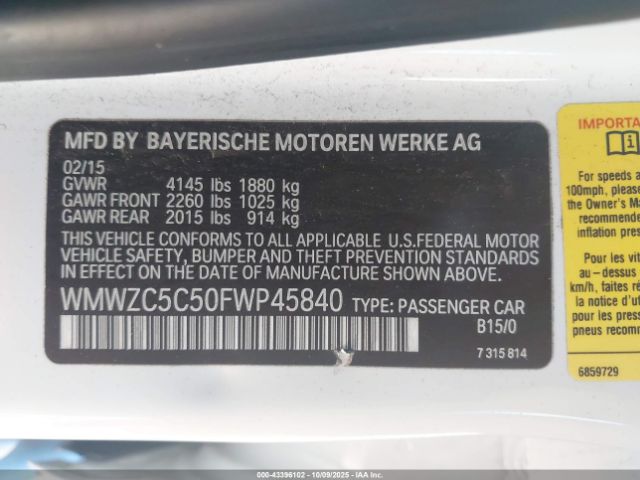 MFD BY BAYERISCHE MOTOREN WERKE AG
02/15
GVWR 4145 lbs 1880 kg
GAWR FRONT 2260 lbs 1025 kg
GAWR REAR 2015 lbs 914 kg
THIS VEHICLE CONFORMS TO ALL APPLICABLE U.S.FEDERAL MOTOR
VEHICLE SAFETY, BUMPER AND THEFT PREVENTION STANDARDS
IN EFFECT ON THE DATE OF MANUFACTURE SHOWN ABOVE.
WMWZC5C50FWP45840 TYPE: PASSENGER CAR
B15/0
7 315 814
IMPORTA
For speeds a
100mph, please
the Owner's Ma
recommende
inflation pres
Pour les vit
au - dessus de
km/h, faites
la notice d'ut
pour les
pneus recomm
6859729
000-43396102 - 10/09/2025 - Copyright IAA, LLC.